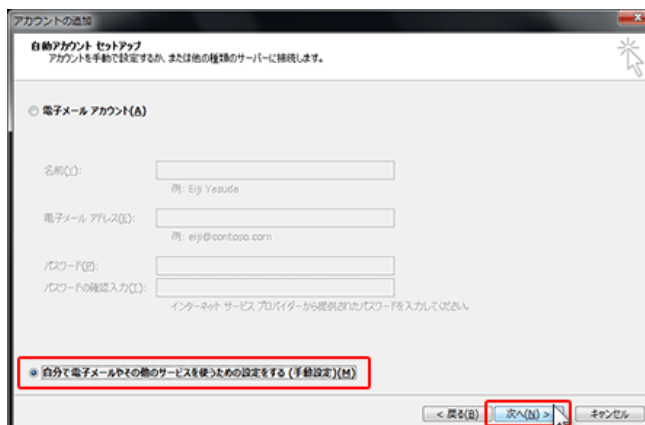 アカウントの追加
自動アカウント セットアップ
アカウントを手動で設定するか、または他の種類のサーバーに接続します。
電子メール アカウント(A)
名前(Y):
例: Eiji Yasuda
電子メール アドレス(E):
例: eiji@contoso.com
パスワード(P):
パスワードの確認入力(T):
インターネット サービス プロバイダーから提供されたパスワードを入力してください。
自分で電子メールやその他のサービスを使うための設定をする (手動設定)(M)
< 戻る(B)
次へ(N) >
キャンセル